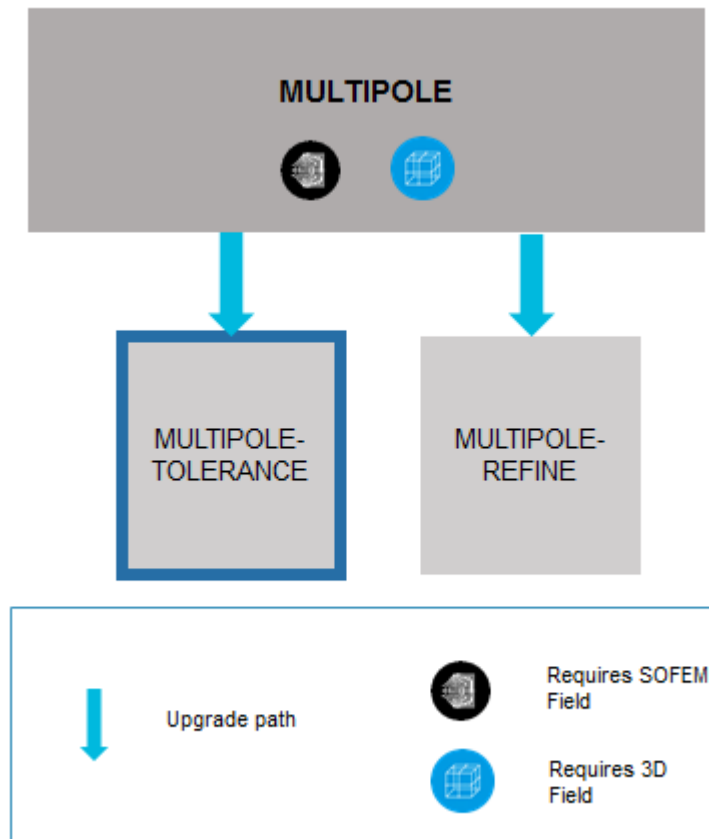 MULTIPOLE
MULTIPOLE-
TOLERANCE
MULTIPOLE-
REFINE
Upgrade path
Requires SOFEM
Field
Requires 3D
Field